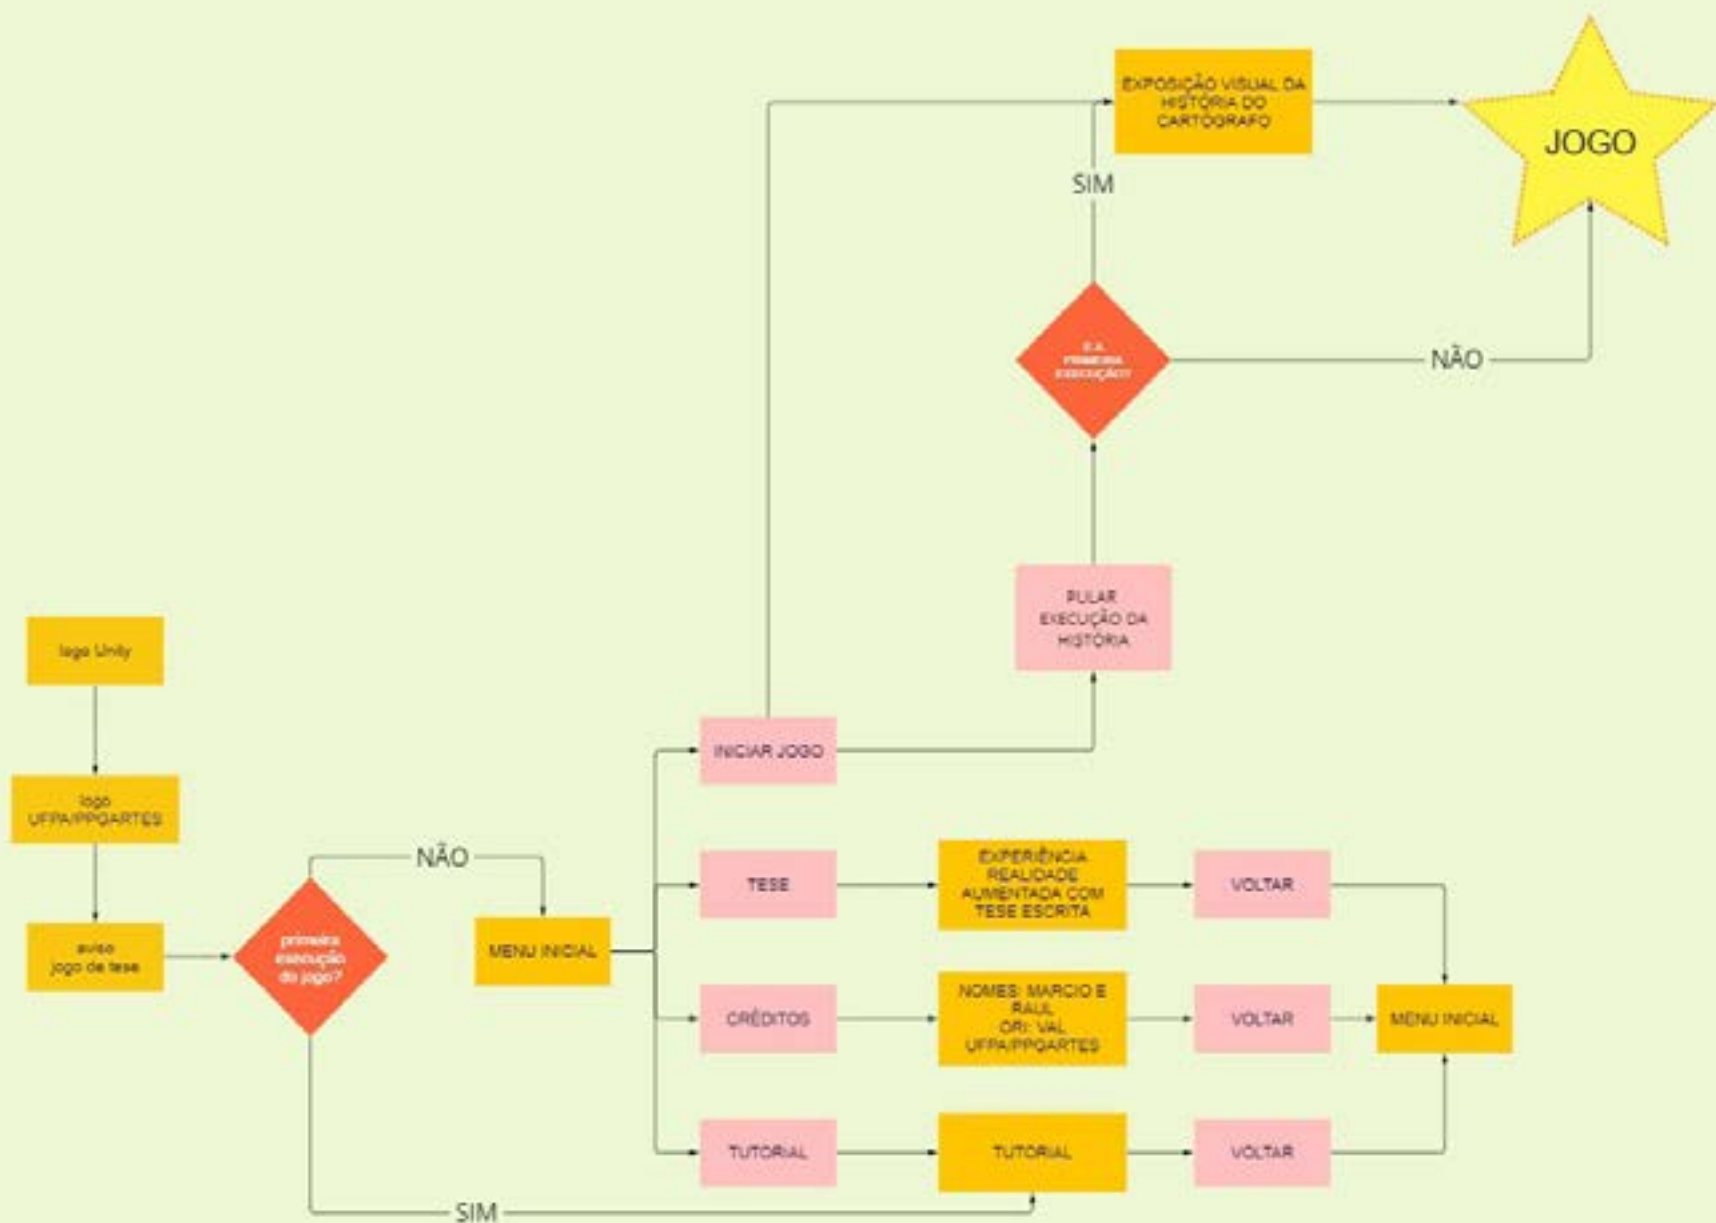 EXPOSIÇÃO VISUAL DA
HISTÓRIA DO
CARTÓGRAFO
JOGO
SIM
É A
PRIMEIRA
EXECUÇÃO?
NÃO
PULAR
EXECUÇÃO DA
HISTÓRIA
logo Unity
INICIAR JOGO
logo
UFPA/PPGARTES
NÃO
EXPERIÊNCIA
REALIDADE
AUMENTADA COM
TESE ESCRITA
TESE
VOLTAR
aviso
jogo de tese
primeira
execução
do jogo?
MENU INICIAL
NOMES: MARCIO E
RAUL
ORI: VAL
UFPA/PPGARTES
CRÉDITOS
VOLTAR
MENU INICIAL
TUTORIAL
TUTORIAL
VOLTAR
SIM